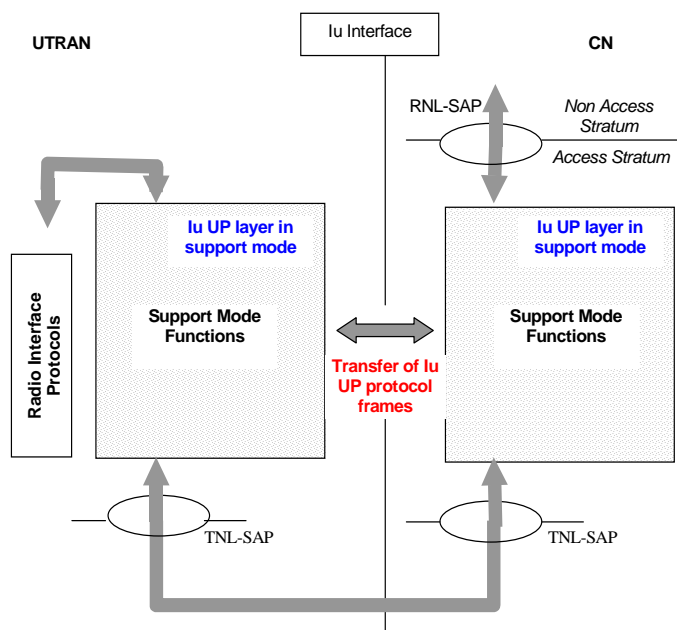 Iu Interface
UTRAN
CN
RNL-SAP
Non Access
Stratum
Access Stratum
Iu UP layer in
support mode
Iu UP layer in
support mode
Radio Interface
Protocols
Support Mode
Functions
Support Mode
Functions
Transfer of Iu
UP protocol
frames
TNL-SAP
TNL-SAP